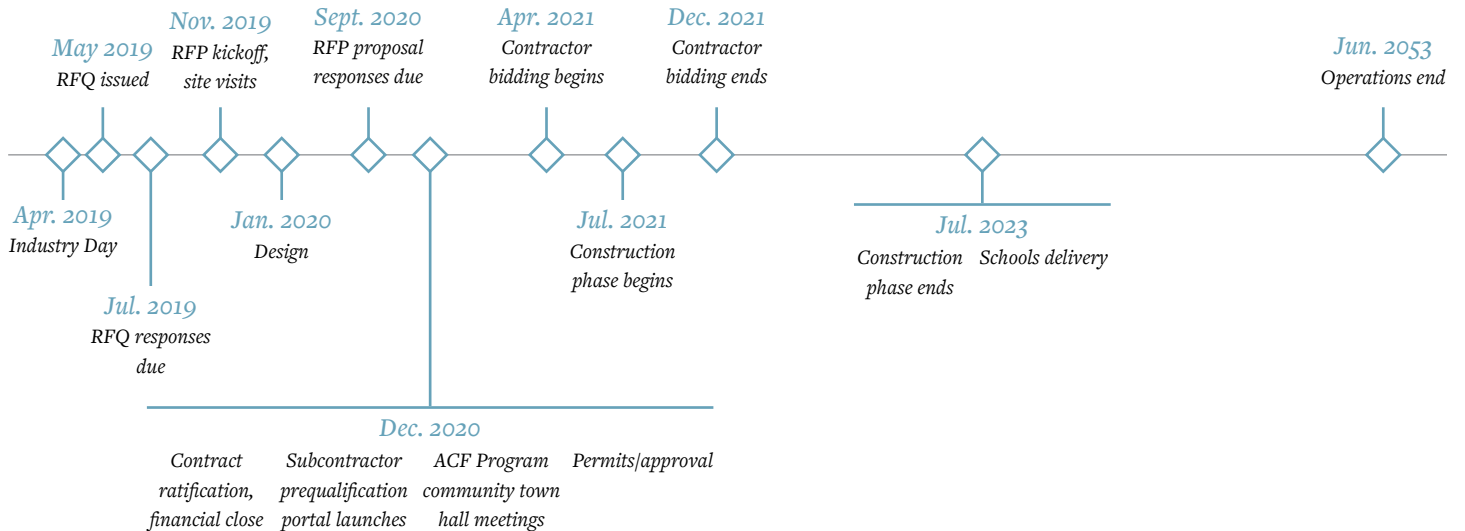 May 2019
RFQ issued
Nov. 2019
RFP kickoff,
site visits
Sept. 2020
RFP proposal
responses due
Apr. 2021
Contractor
bidding begins
Dec. 2021
Contractor
bidding ends
Jun. 2053
Operations end
Apr. 2019
Industry Day
Jul. 2019
RFQ responses
due
Jan. 2020
Design
Jul. 2021
Construction
phase begins
Jul. 2023
Construction
phase ends
Schools delivery
Dec. 2020
Contract
ratification,
financial close
Subcontractor
prequalification
portal launches
ACF Program
community town
hall meetings
Permits/approval